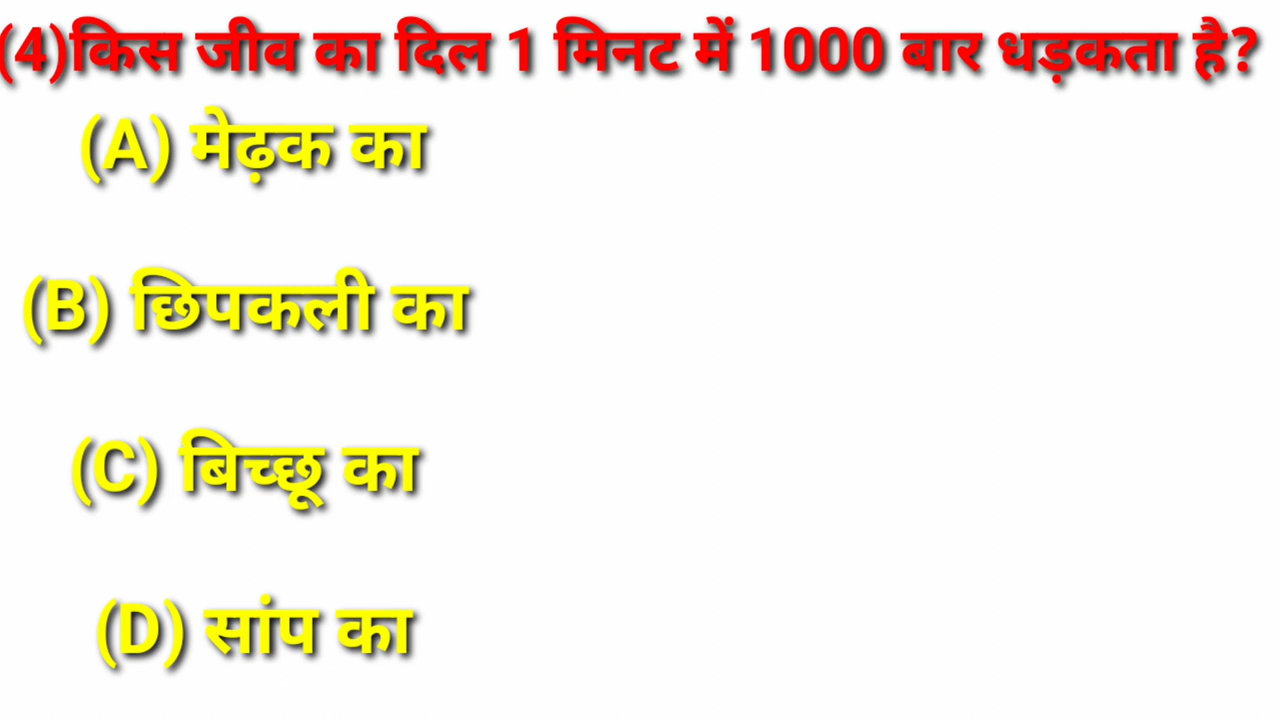 (4)किस जीव का दिल 1 मिनट में 1000 बार धड़कता है?
(A) मेढ़क का
(B) छिपकली का
(C) बिच्छू का
(D) सांप का